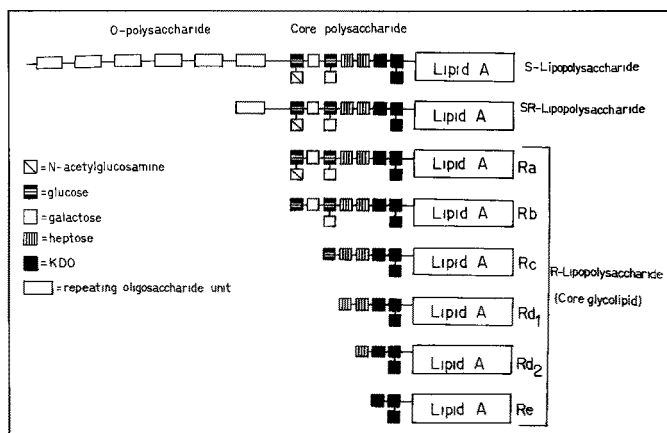 O-polysaccharide Core polysaccharide
Lipid A S-Lipopolysaccharide
Lipid A SR-Lipopolysaccharide
Lipid A Ra
=N-acetylglucosamine
=glucose
Lipid A Rb
=galactose
=heptose
Lipid A Rc
=KDO
R-Lipopolysaccharide
=repeating oligosaccharide unit
(Core glycolipid)
Lipid A Rd1
Lipid A Rd2
Lipid A Re